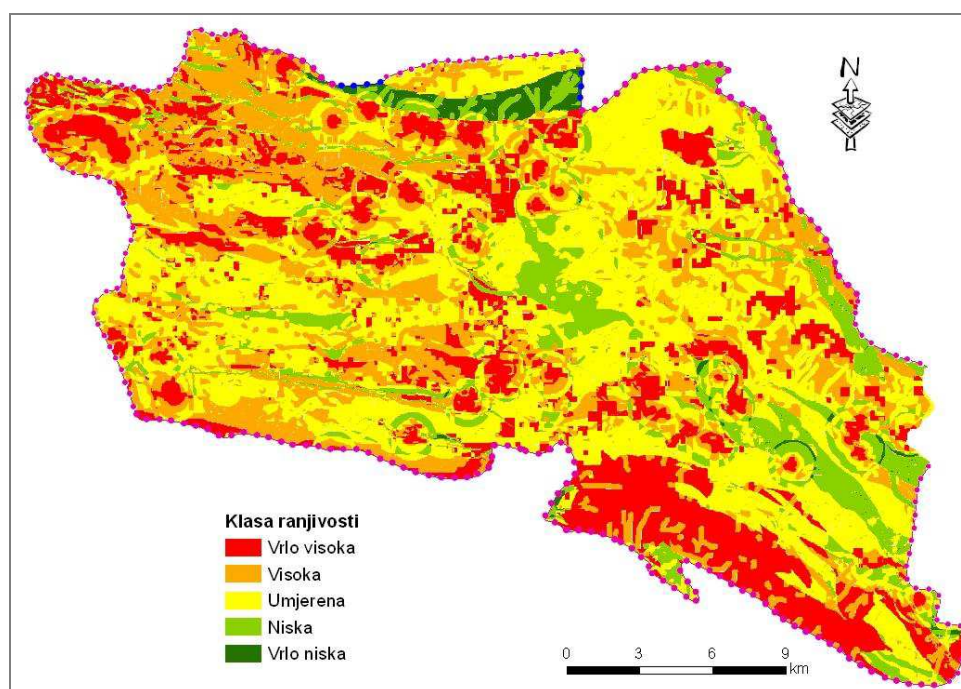 N
Klasa ranjivosti
Vrlo visoka
Visoka
Umjerena
Niska
Vrlo niska
0 3 6 9
km